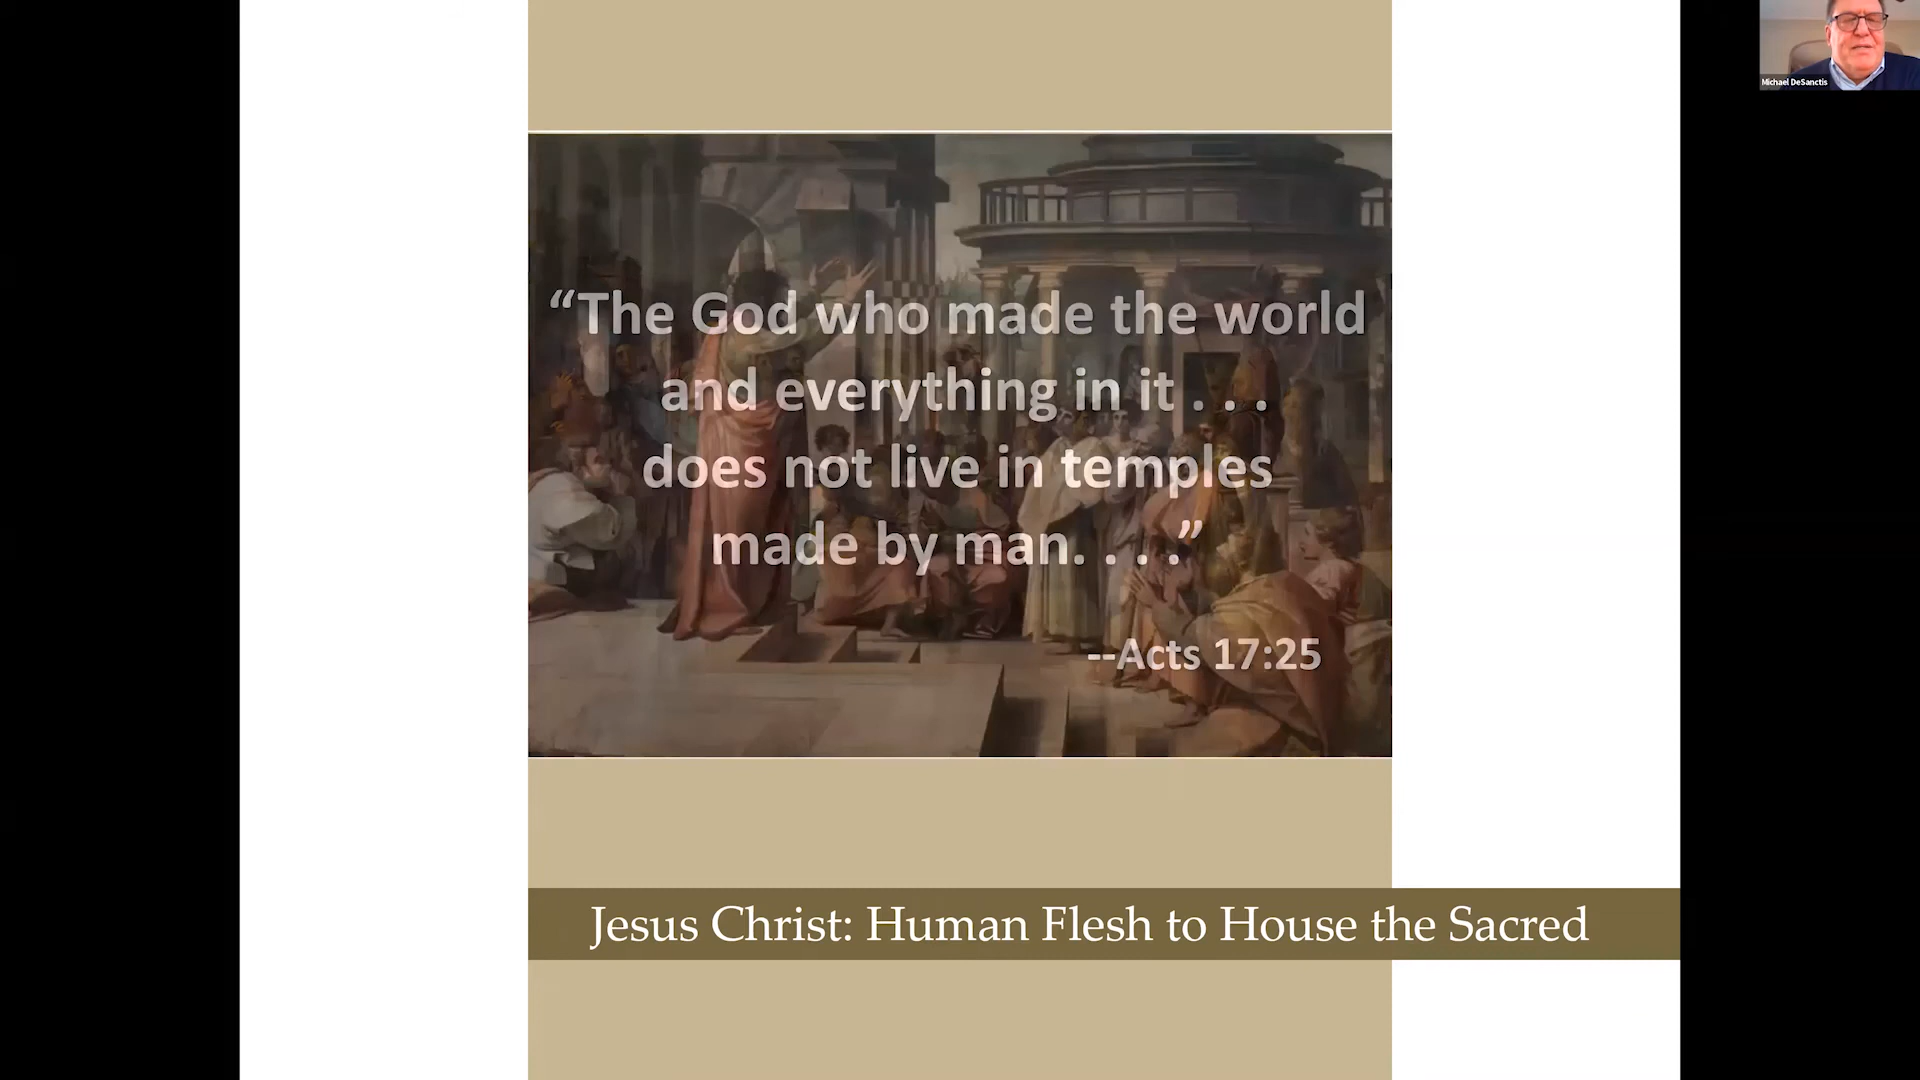 Michael DeSanctis
“The God who made the world
and everything in it . . .
does not live in temples
made by man. . . .”
--Acts 17:25
Jesus Christ: Human Flesh to House the Sacred